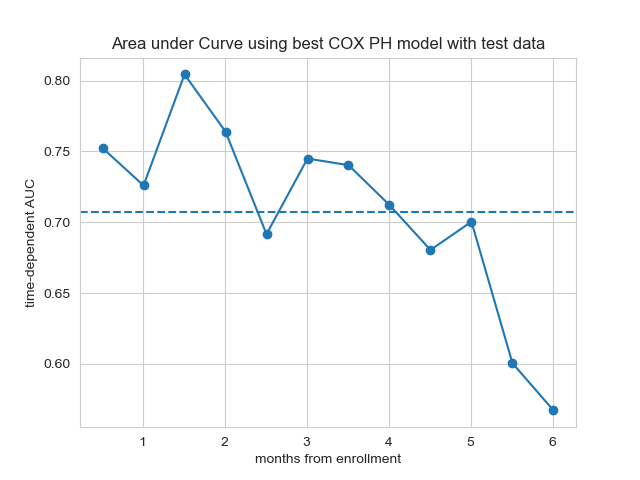 Area under Curve using best COX PH model with test data
time-dependent AUC
0.80
0.75
0.70
0.65
0.60
1 2 3 4 5 6
months from enrollment